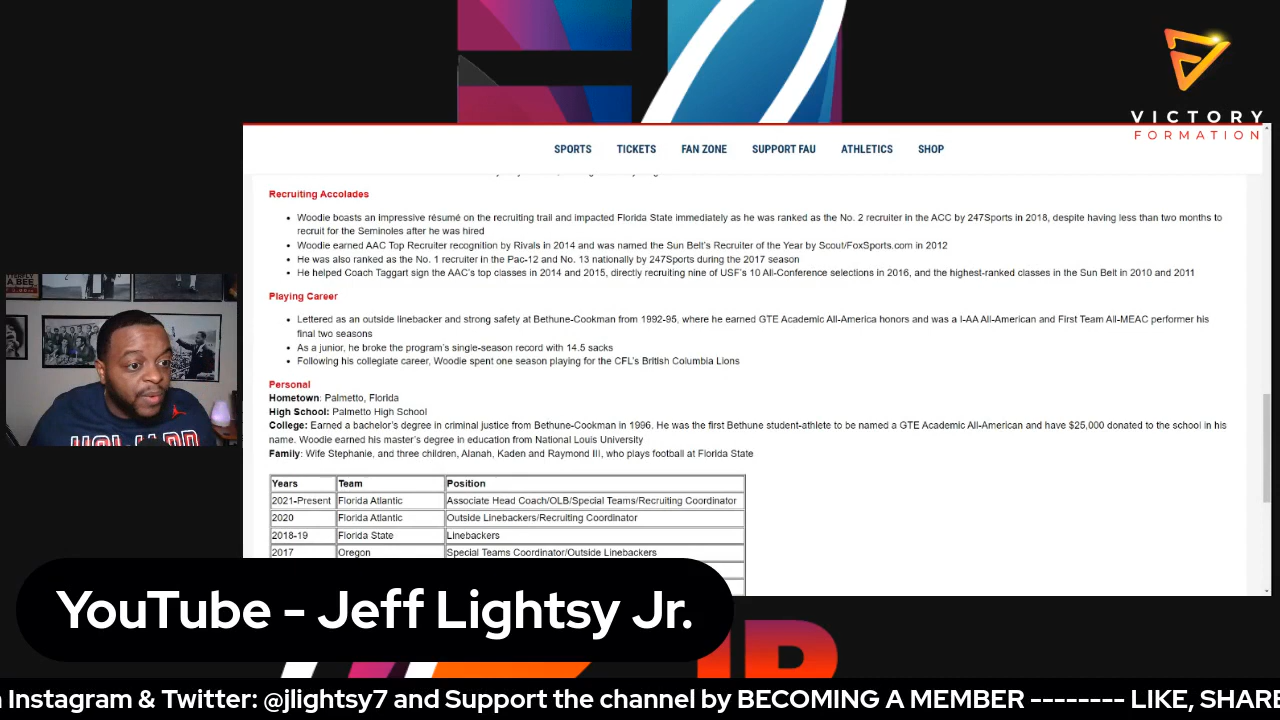 VICTORY
FORMATION
SPORTS TICKETS FAN ZONE SUPPORT FAU ATHLETICS SHOP
Recruiting Accolades
• Woodie boasts an impressive résumé on the recruiting trail and impacted Florida State immediately as he was ranked as the No. 2 recruiter in the ACC by 247Sports in 2018, despite having less than two months to
recruit for the Seminoles after he was hired
• Woodie earned AAC Top Recruiter recognition by Rivals in 2014 and was named the Sun Belt's Recruiter of the Year by Scout/FoxSports.com in 2012
• He was also ranked as the No. 1 recruiter in the Pac-12 and No. 13 nationally by 247Sports during the 2017 season
• He helped Coach Taggart sign the AAC's top classes in 2014 and 2015, directly recruiting nine of USF's 10 All-Conference selections in 2016, and the highest-ranked classes in the Sun Belt in 2010 and 2011
Playing Career
• Lettered as an outside linebacker and strong safety at Bethune-Cookman from 1992-95, where he earned GTE Academic All-America honors and was a I-AA All-American and First Team All-MEAC performer his
final two seasons
• As a junior, he broke the program's single-season record with 14.5 sacks
• Following his collegiate career, Woodie spent one season playing for the CFL's British Columbia Lions
Personal
Hometown: Palmetto, Florida
High School: Palmetto High School
College: Earned a bachelor's degree in criminal justice from Bethune-Cookman in 1996. He was the first Bethune student-athlete to be named a GTE Academic All-American and have $25,000 donated to the school in his
name. Woodie earned his master's degree in education from National Louis University
Family: Wife Stephanie, and three children, Alanah, Kaden and Raymond III, who plays football at Florida State
Years Team Position
2021-Present Florida Atlantic Associate Head Coach/OLB/Special Teams/Recruiting Coordinator
2020 Florida Atlantic Outside Linebackers/Recruiting Coordinator
2018-19 Florida State Linebackers
2017 Oregon Special Teams Coordinator/Outside Linebackers
YouTube - Jeff Lightsy Jr.
Instagram & Twitter: @jlightsy7 and Support the channel by BECOMING A MEMBER -------- LIKE, SHARE